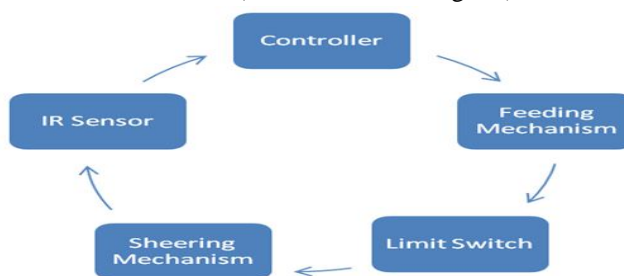 Controller
Feeding
Mechanism
Limit Switch
Sheering
Mechanism
IR Sensor